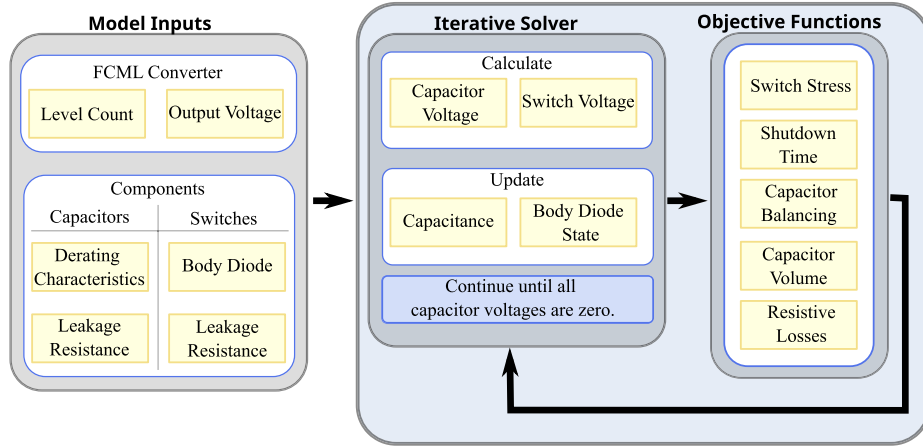 Model Inputs
FCML Converter
Level Count
Output Voltage
Components
Capacitors
Switches
Derating
Characteristics
Body Diode
Leakage
Resistance
Leakage
Resistance
Iterative Solver
Calculate
Capacitor
Voltage
Switch Voltage
Update
Capacitance
Body Diode
State
Continue until all
capacitor voltages are zero.
Objective Functions
Switch Stress
Shutdown
Time
Capacitor
Balancing
Capacitor
Volume
Resistive
Losses